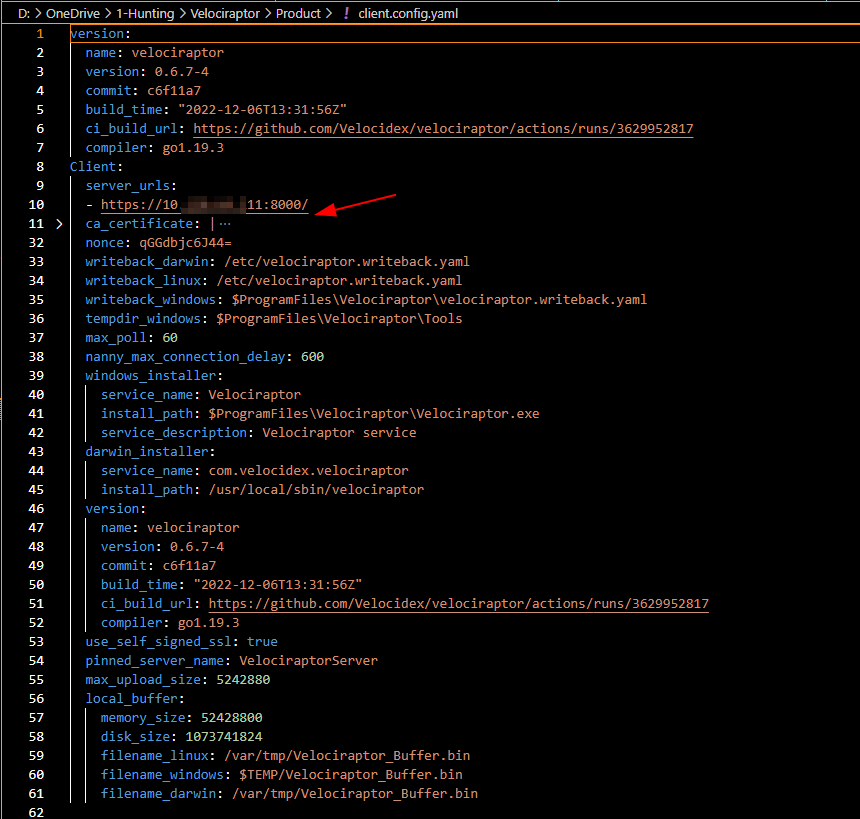 D: > OneDrive > 1-Hunting > Velociraptor > Product > ! client.config.yaml
1 version:
2 name: velociraptor
3 version: 0.6.7-4
4 commit: c6f11a7
5 build_time: "2022-12-06T13:31:56Z"
6 ci_build_url: https://github.com/Velocidex/velociraptor/actions/runs/3629952817
7 compiler: go1.19.3
8 Client:
9 server_urls:
10 - https://10 11:8000/
11 > ca_certificate: |···
32 nonce: qGGdbjc6J44=
33 writeback_darwin: /etc/velociraptor.writeback.yaml
34 writeback_linux: /etc/velociraptor.writeback.yaml
35 writeback_windows: $ProgramFiles\Velociraptor\velociraptor.writeback.yaml
36 tempdir_windows: $ProgramFiles\Velociraptor\Tools
37 max_poll: 60
38 nanny_max_connection_delay: 600
39 windows_installer:
40 service_name: Velociraptor
41 install_path: $ProgramFiles\Velociraptor\Velociraptor.exe
42 service_description: Velociraptor service
43 darwin_installer:
44 service_name: com.velocidex.velociraptor
45 install_path: /usr/local/sbin/velociraptor
46 version:
47 name: velociraptor
48 version: 0.6.7-4
49 commit: c6f11a7
50 build_time: "2022-12-06T13:31:56Z"
51 ci_build_url: https://github.com/Velocidex/velociraptor/actions/runs/3629952817
52 compiler: go1.19.3
53 use_self_signed_ssl: true
54 pinned_server_name: VelociraptorServer
55 max_upload_size: 5242880
56 local_buffer:
57 memory_size: 52428800
58 disk_size: 1073741824
59 filename_linux: /var/tmp/Velociraptor_Buffer.bin
60 filename_windows: $TEMP/Velociraptor_Buffer.bin
61 filename_darwin: /var/tmp/Velociraptor_Buffer.bin
62